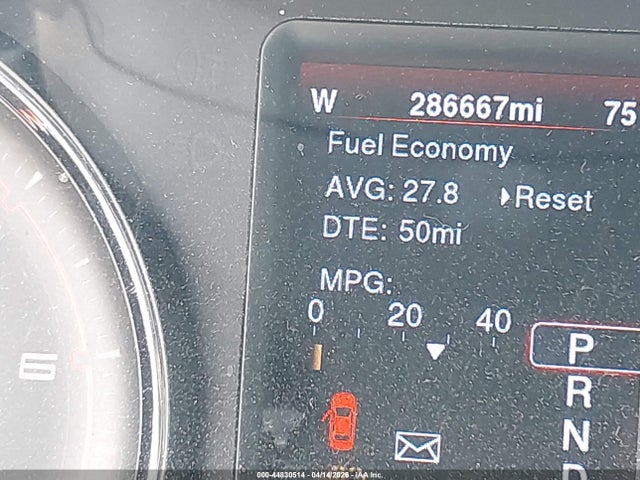 W 286667mi 75
Fuel Economy
AVG: 27.8 Reset
DTE: 50mi
MPG:
0 20 40
P
R
N
D
6
000-44830514 - 04/14/2026 - IAA Inc.